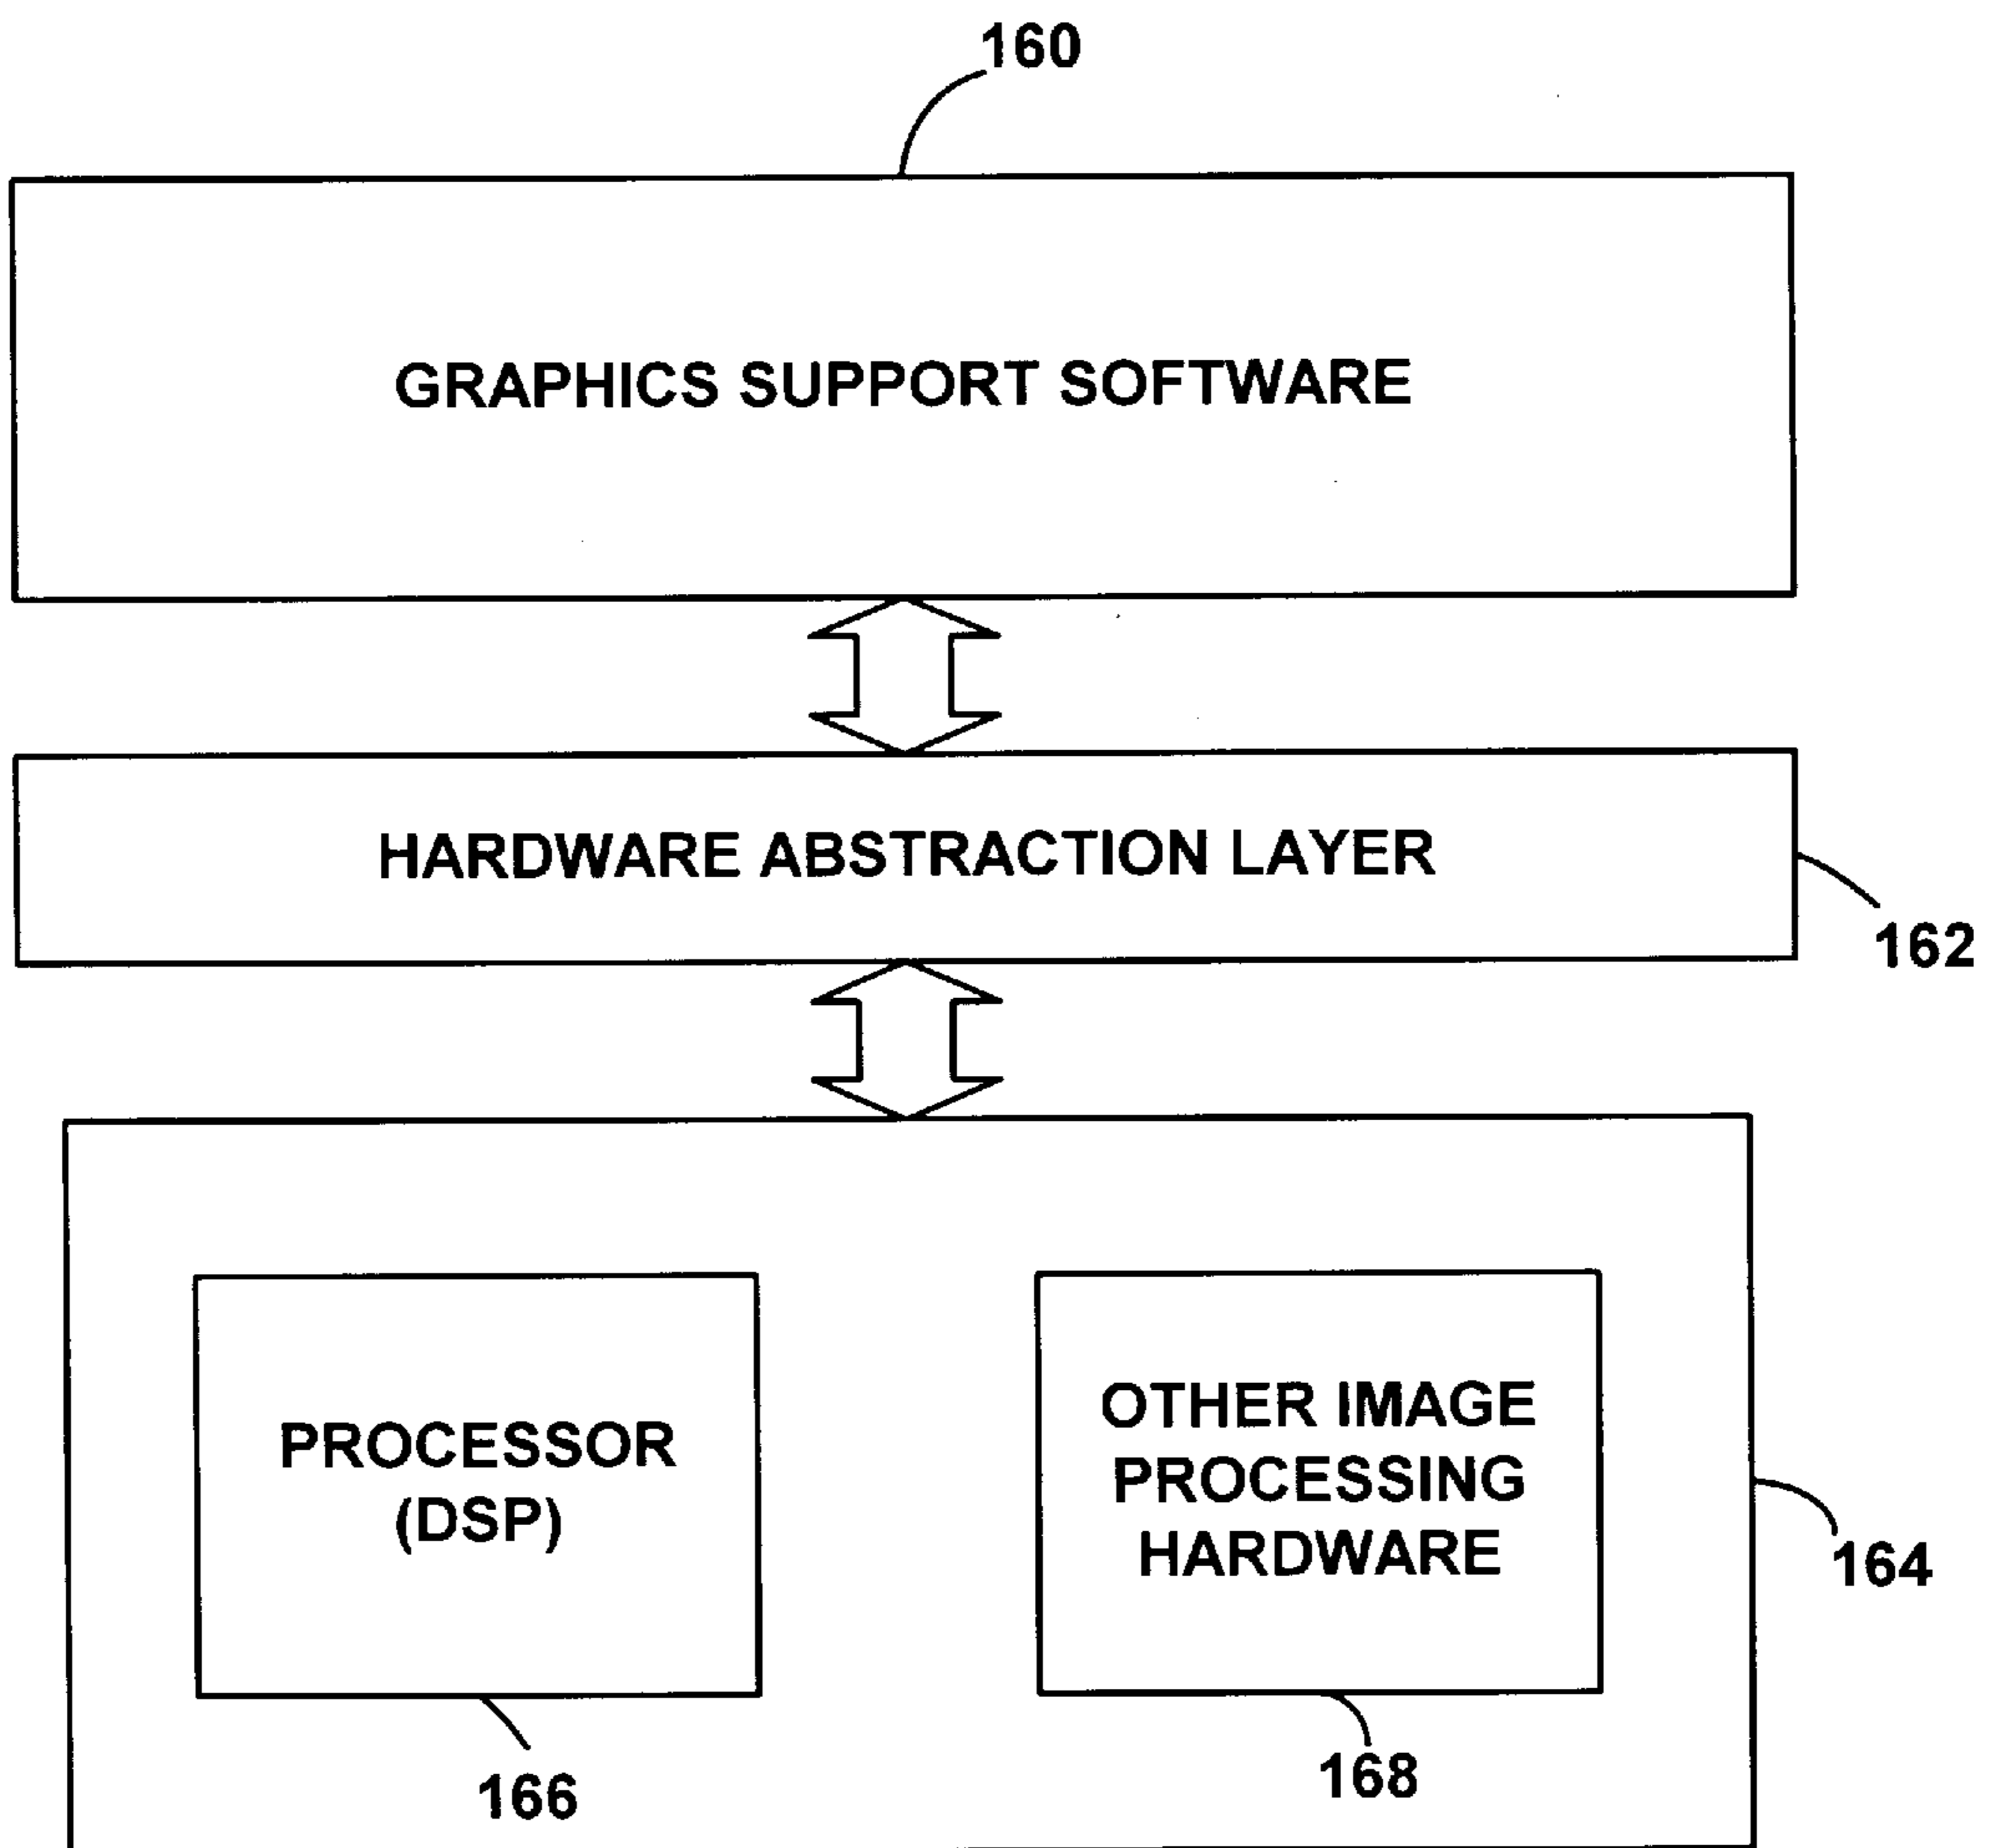 160
GRAPHICS SUPPORT SOFTWARE
HARDWARE ABSTRACTION LAYER
162
PROCESSOR
(DSP)
OTHER IMAGE
PROCESSING
HARDWARE
164
166
168